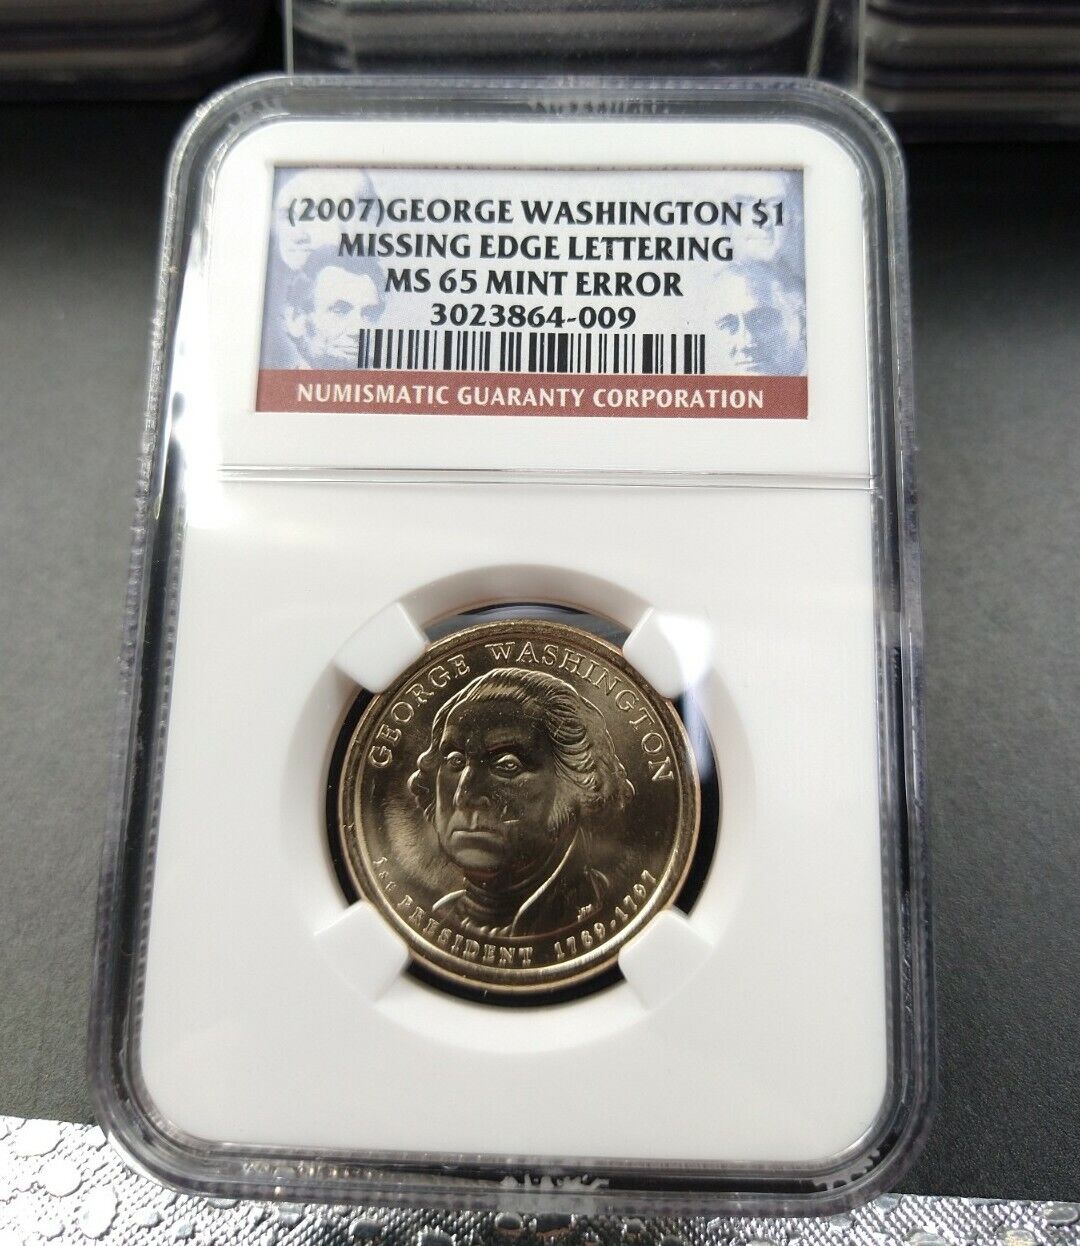 (2007)GEORGE WASHINGTON $1
MISSING EDGE LETTERING
MS 65 MINT ERROR
3023864-009
NUMISMATIC GUARANTY CORPORATION
GEORGE WASHINGTON
1st PRESIDENT 1789-1797